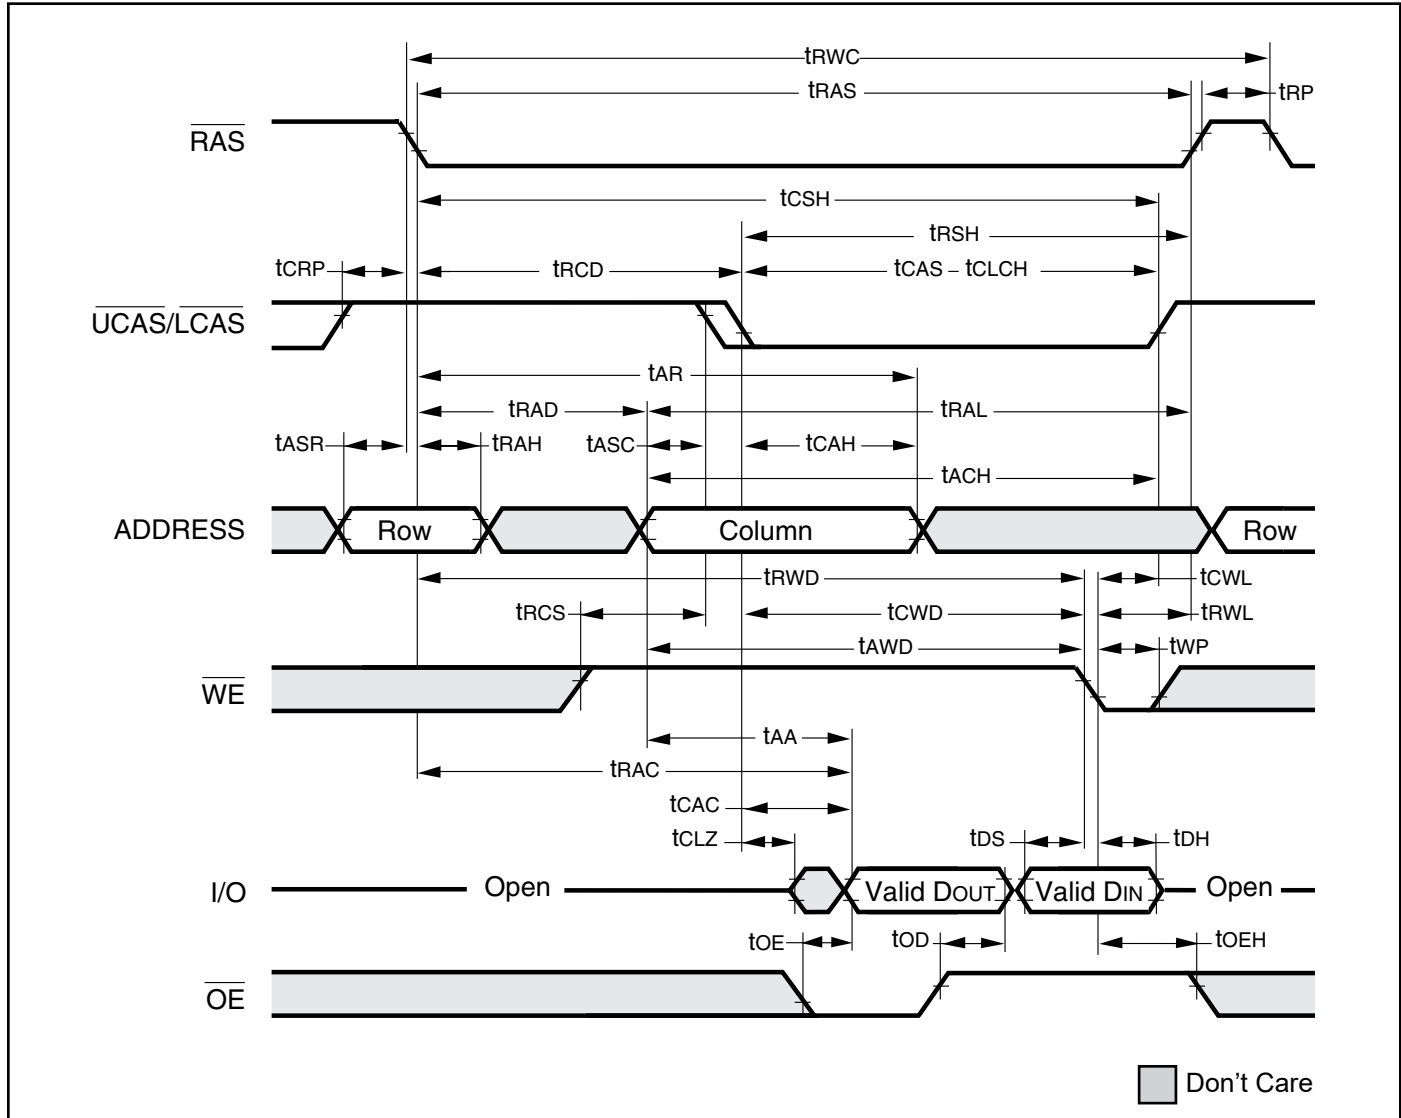 tRWC
tRAS
tRP
RAS
tCSH
tRSH
tCRP
tRCD
tCAS – tCLCH
UCAS/LCAS
tAR
tRAD
tRAL
tASR
tRAH
tASC
tCAH
tACH
ADDRESS
Row
Column
Row
tRWD
tCWL
tRCS
tCWD
tRWL
tAWD
tWP
WE
tAA
tRAC
tCAC
tCLZ
tDS
tDH
I/O
Open
Valid DOUT
Valid DIN
Open
tOE
tOD
tOEH
OE
Don't Care